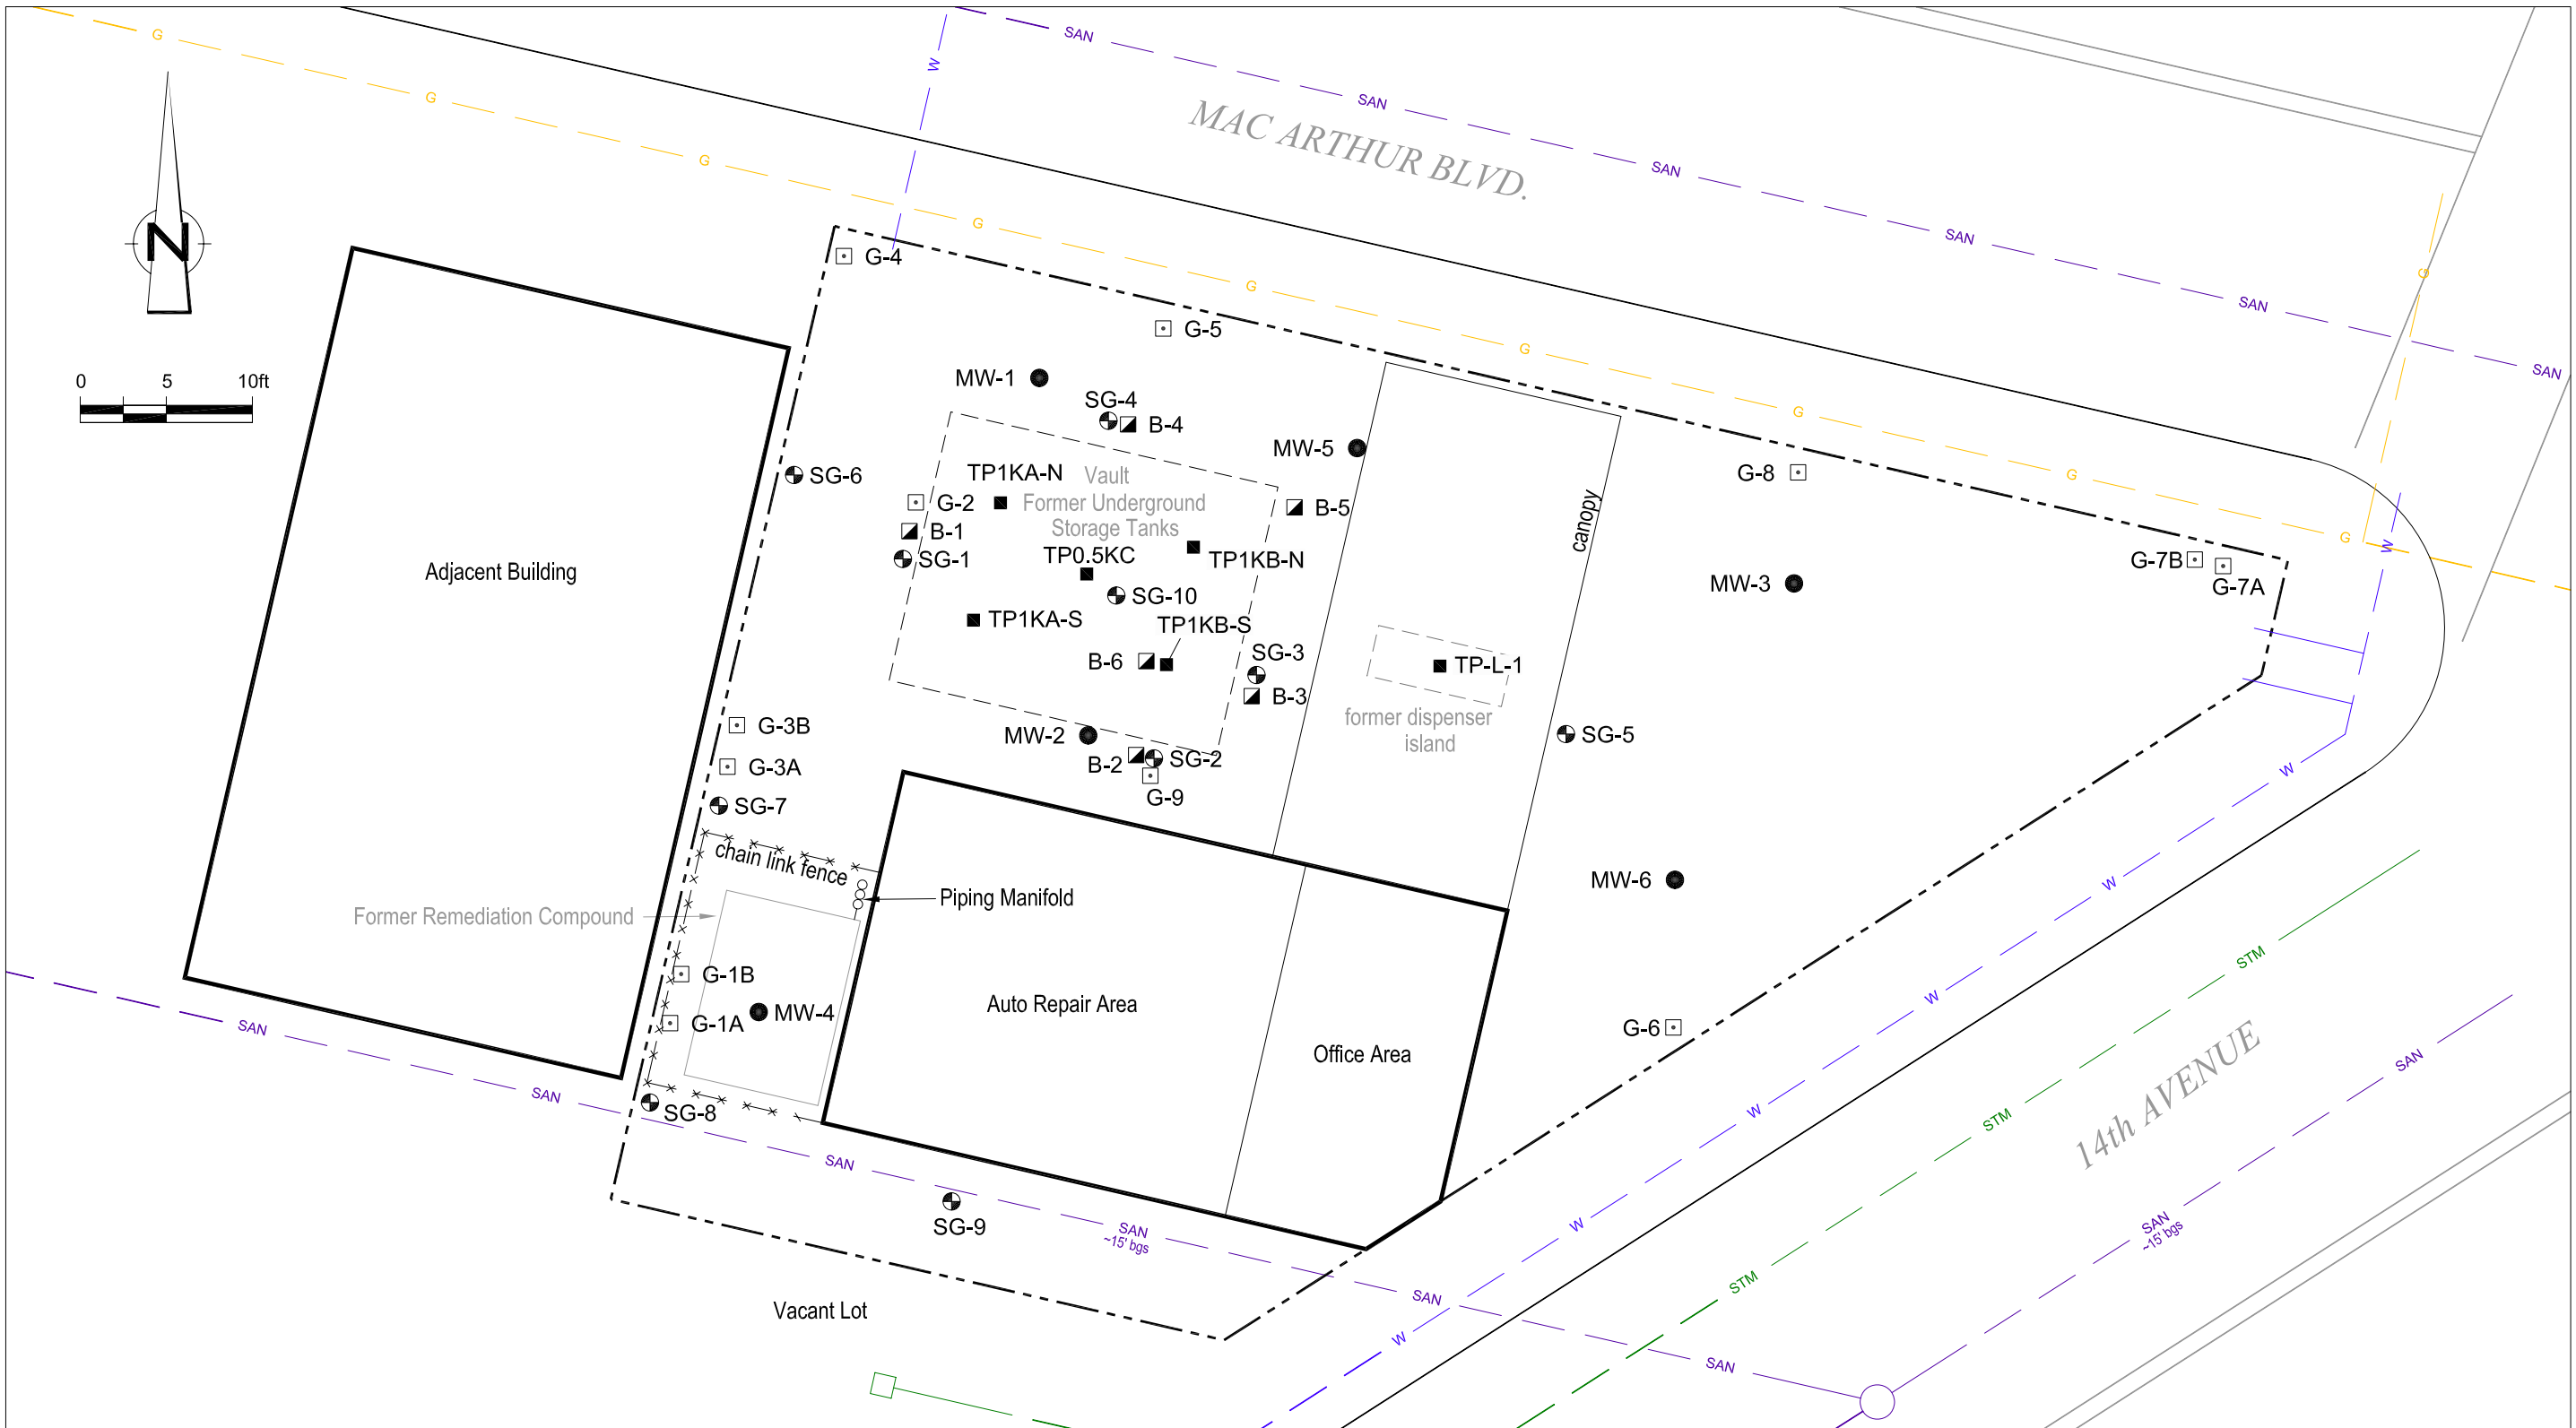 G
SAN
W
G
SAN
MAC ARTHUR BLVD.
G
SAN
G
SAN
N
G-4
G
G
SAN
G-5
G
SAN
0 5 10ft
MW-1
SG-4
B-4
G
MW-5
SG-6
TP1KA-N
Vault
G-8
G
G-2
Former Underground
Storage Tanks
B-5
canopy
B-1
G
W
TP0.5KC
TP1KB-N
SG-1
G-7B
G-7A
Adjacent Building
MW-3
SG-10
TP1KA-S
TP1KB-S
B-6
SG-3
TP-L-1
B-3
former dispenser
island
G-3B
MW-2
SG-5
B-2
SG-2
G-3A
G-9
W
SG-7
chain link fence
MW-6
W
Piping Manifold
Former Remediation Compound
STM
G-1B
W
Auto Repair Area
MW-4
G-1A
SAN
G-6
Office Area
14th AVENUE
SAN
SAN
SG-8
W
STM
SAN
SG-9
SAN
~15' bgs
W
SAN
~15' bgs
STM
SAN
Vacant Lot
W
SAN